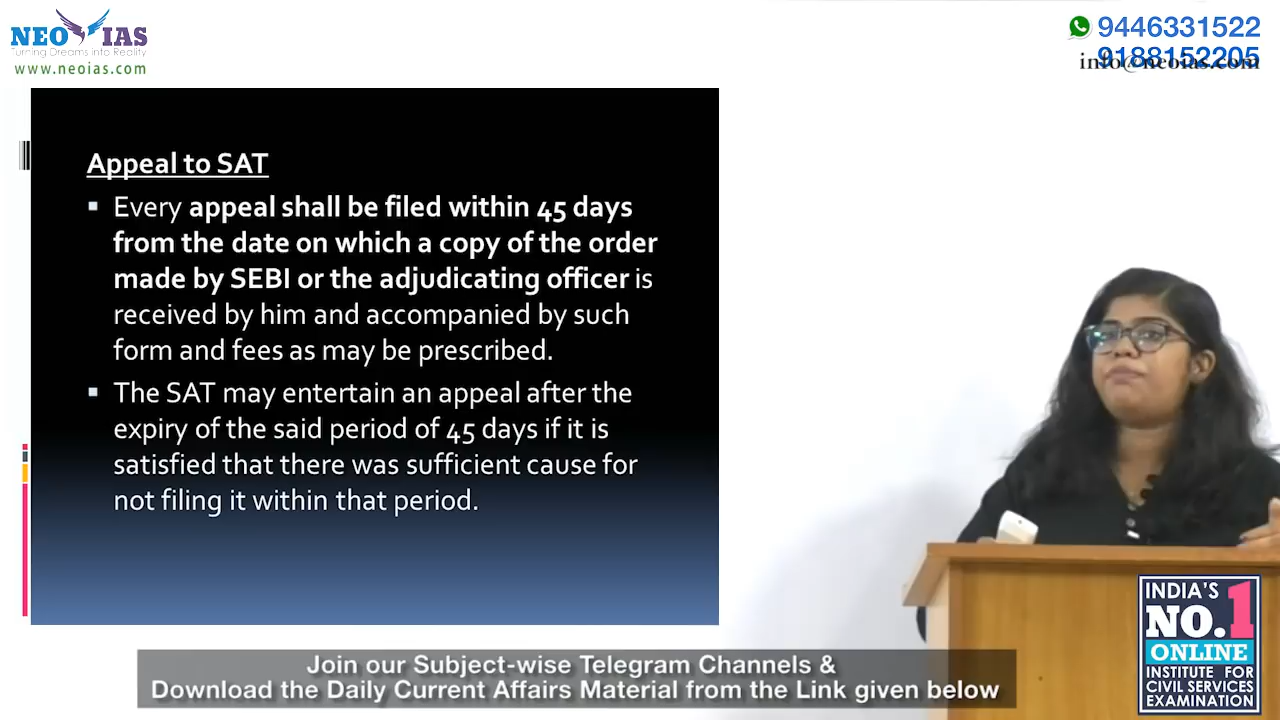 NEO IAS
Turning Dreams into Reality
www.neoias.com
9446331522
9188152205
info@neoias.com
Appeal to SAT
Every appeal shall be filed within 45 days
from the date on which a copy of the order
made by SEBI or the adjudicating officer is
received by him and accompanied by such
form and fees as may be prescribed.
The SAT may entertain an appeal after the
expiry of the said period of 45 days if it is
satisfied that there was sufficient cause for
not filing it within that period.
INDIA'S
NO.1
ONLINE
INSTITUTE FOR
CIVIL SERVICES
EXAMINATION
Join our Subject-wise Telegram Channels &
Download the Daily Current Affairs Material from the Link given below